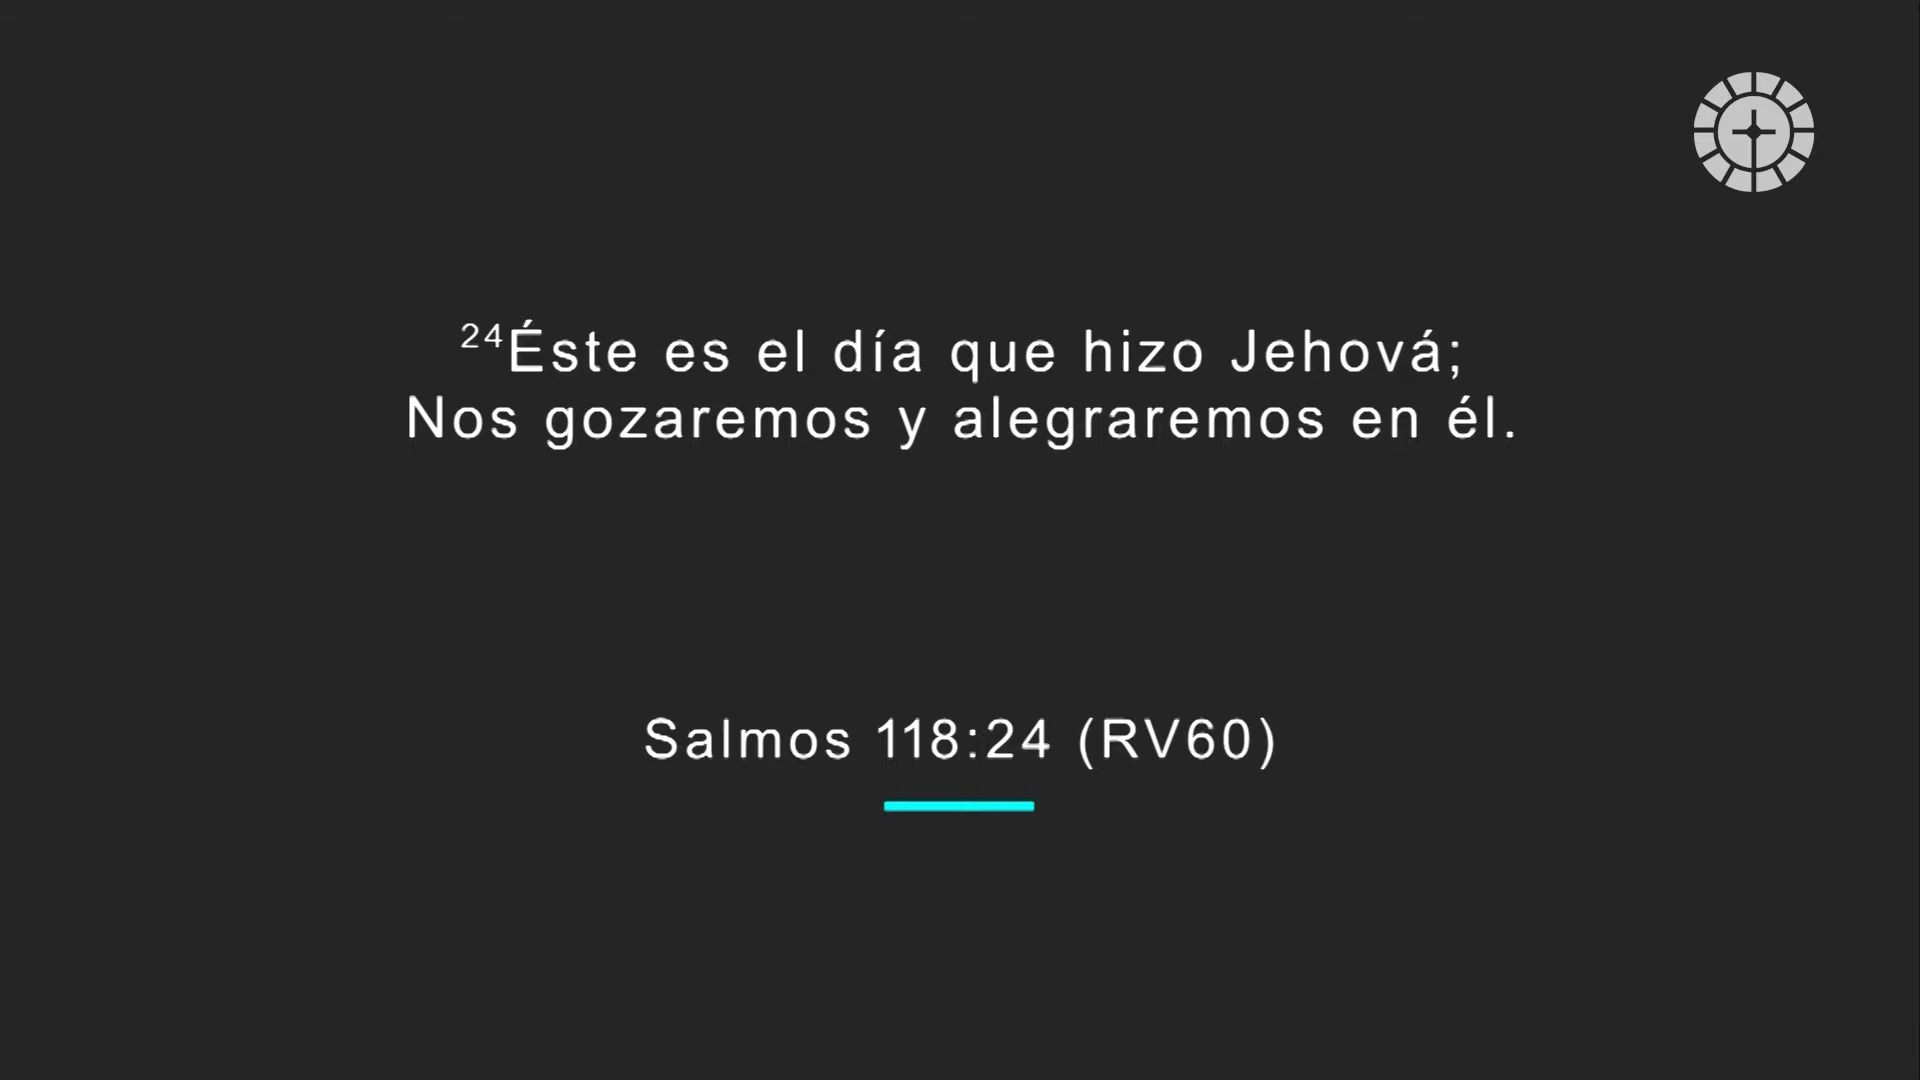 24Éste es el día que hizo Jehová;
Nos gozaremos y alegraremos en él.
Salmos 118:24 (RV60)